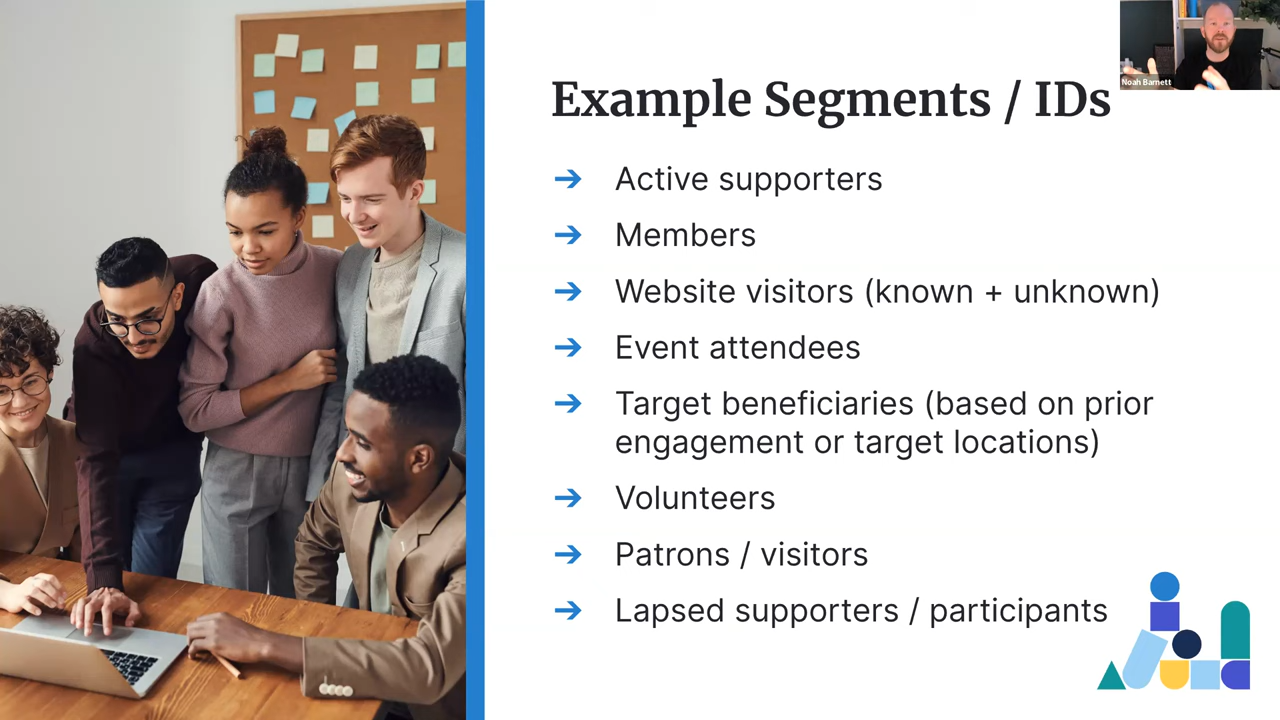 Example Segments / IDs
Noah Barnett
➔ Active supporters
➔ Members
➔ Website visitors (known + unknown)
➔ Event attendees
➔ Target beneficiaries (based on prior
engagement or target locations)
➔ Volunteers
➔ Patrons / visitors
➔ Lapsed supporters / participants